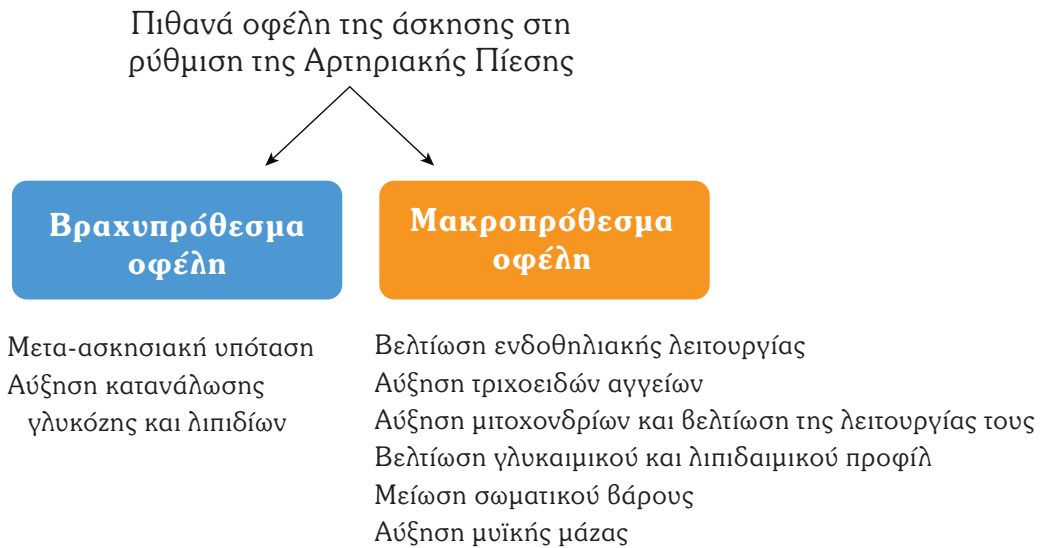 Πιθανά οφέλη της άσκησης στη
ρύθμιση της Αρτηριακής Πίεσης
Βραχυπρόθεσμα
οφέλη
Μετα-ασκησιακή υπόταση
Αύξηση κατανάλωσης
γλυκόζης και λιπιδίων
Μακροπρόθεσμα
οφέλη
Βελτίωση ενδοθηλιακής λειτουργίας
Αύξηση τριχοειδών αγγείων
Αύξηση μιτοχονδρίων και βελτίωση της λειτουργίας τους
Βελτίωση γλυκαιμικού και λιπιδαιμικού προφίλ
Μείωση σωματικού βάρους
Αύξηση μυϊκής μάζας